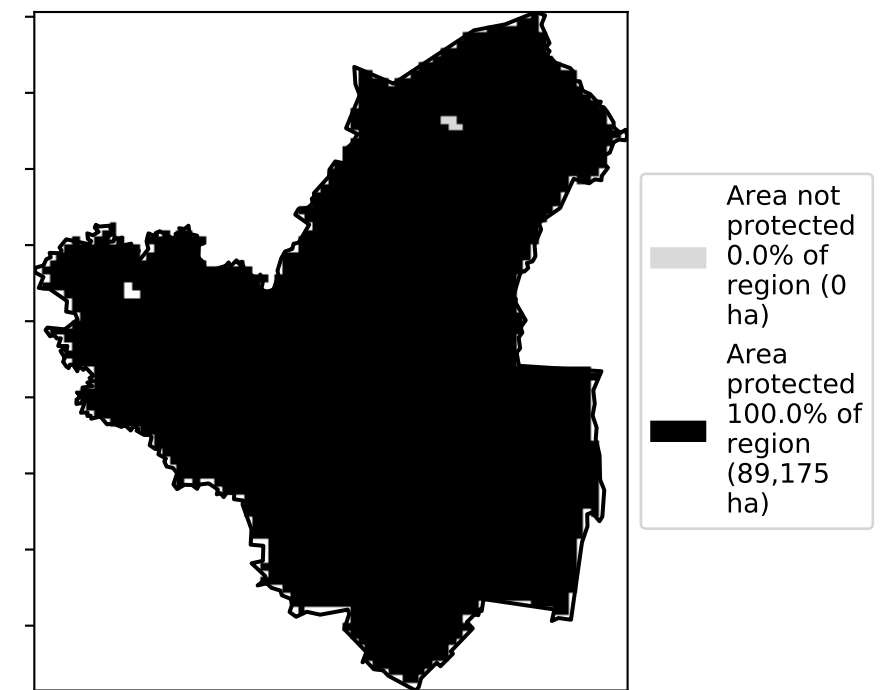 Area not
protected
0.0% of
region (0
ha)
Area
protected
100.0% of
region
(89,175
ha)